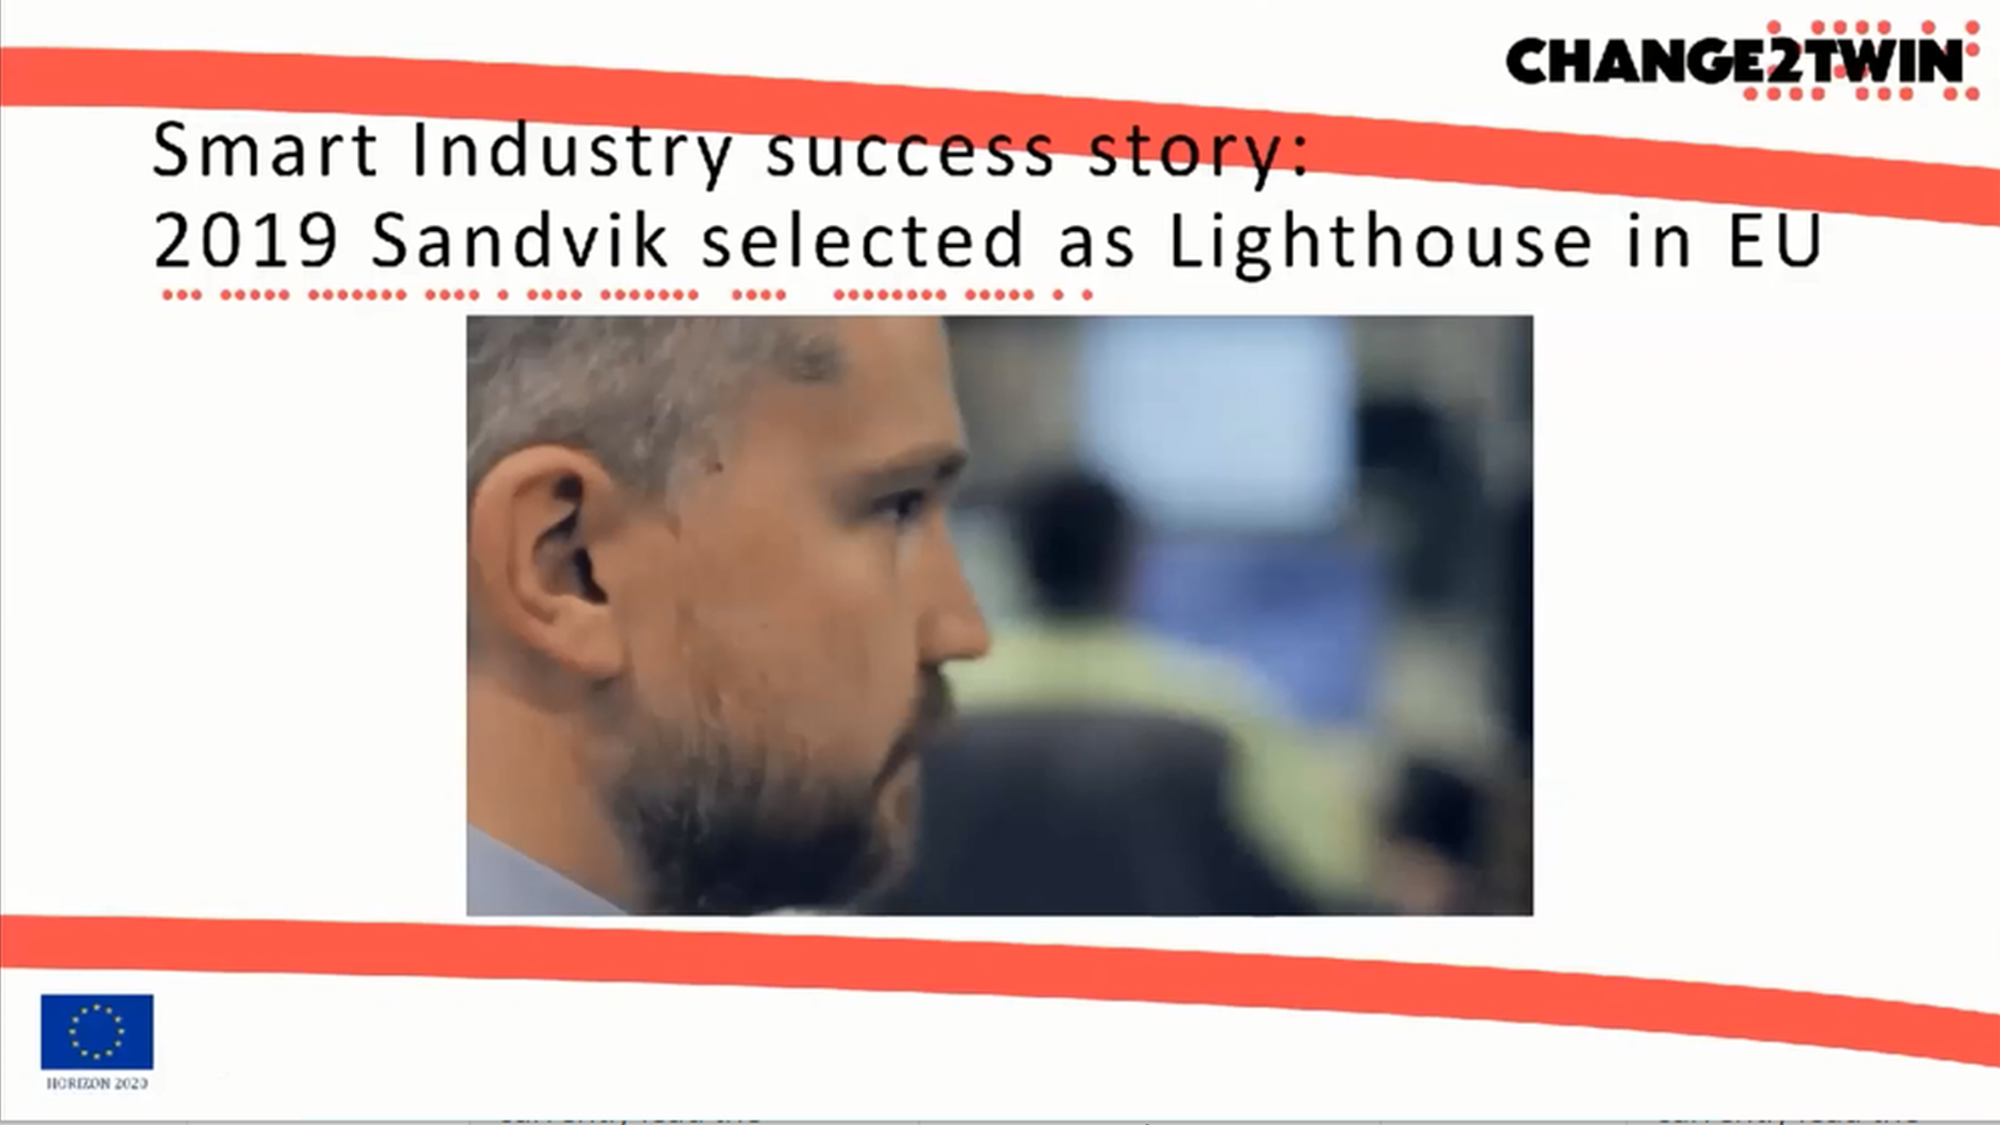 CHANGE2TWIN
Smart Industry success story:
2019 Sandvik selected as Lighthouse in EU
HORIZON 2020